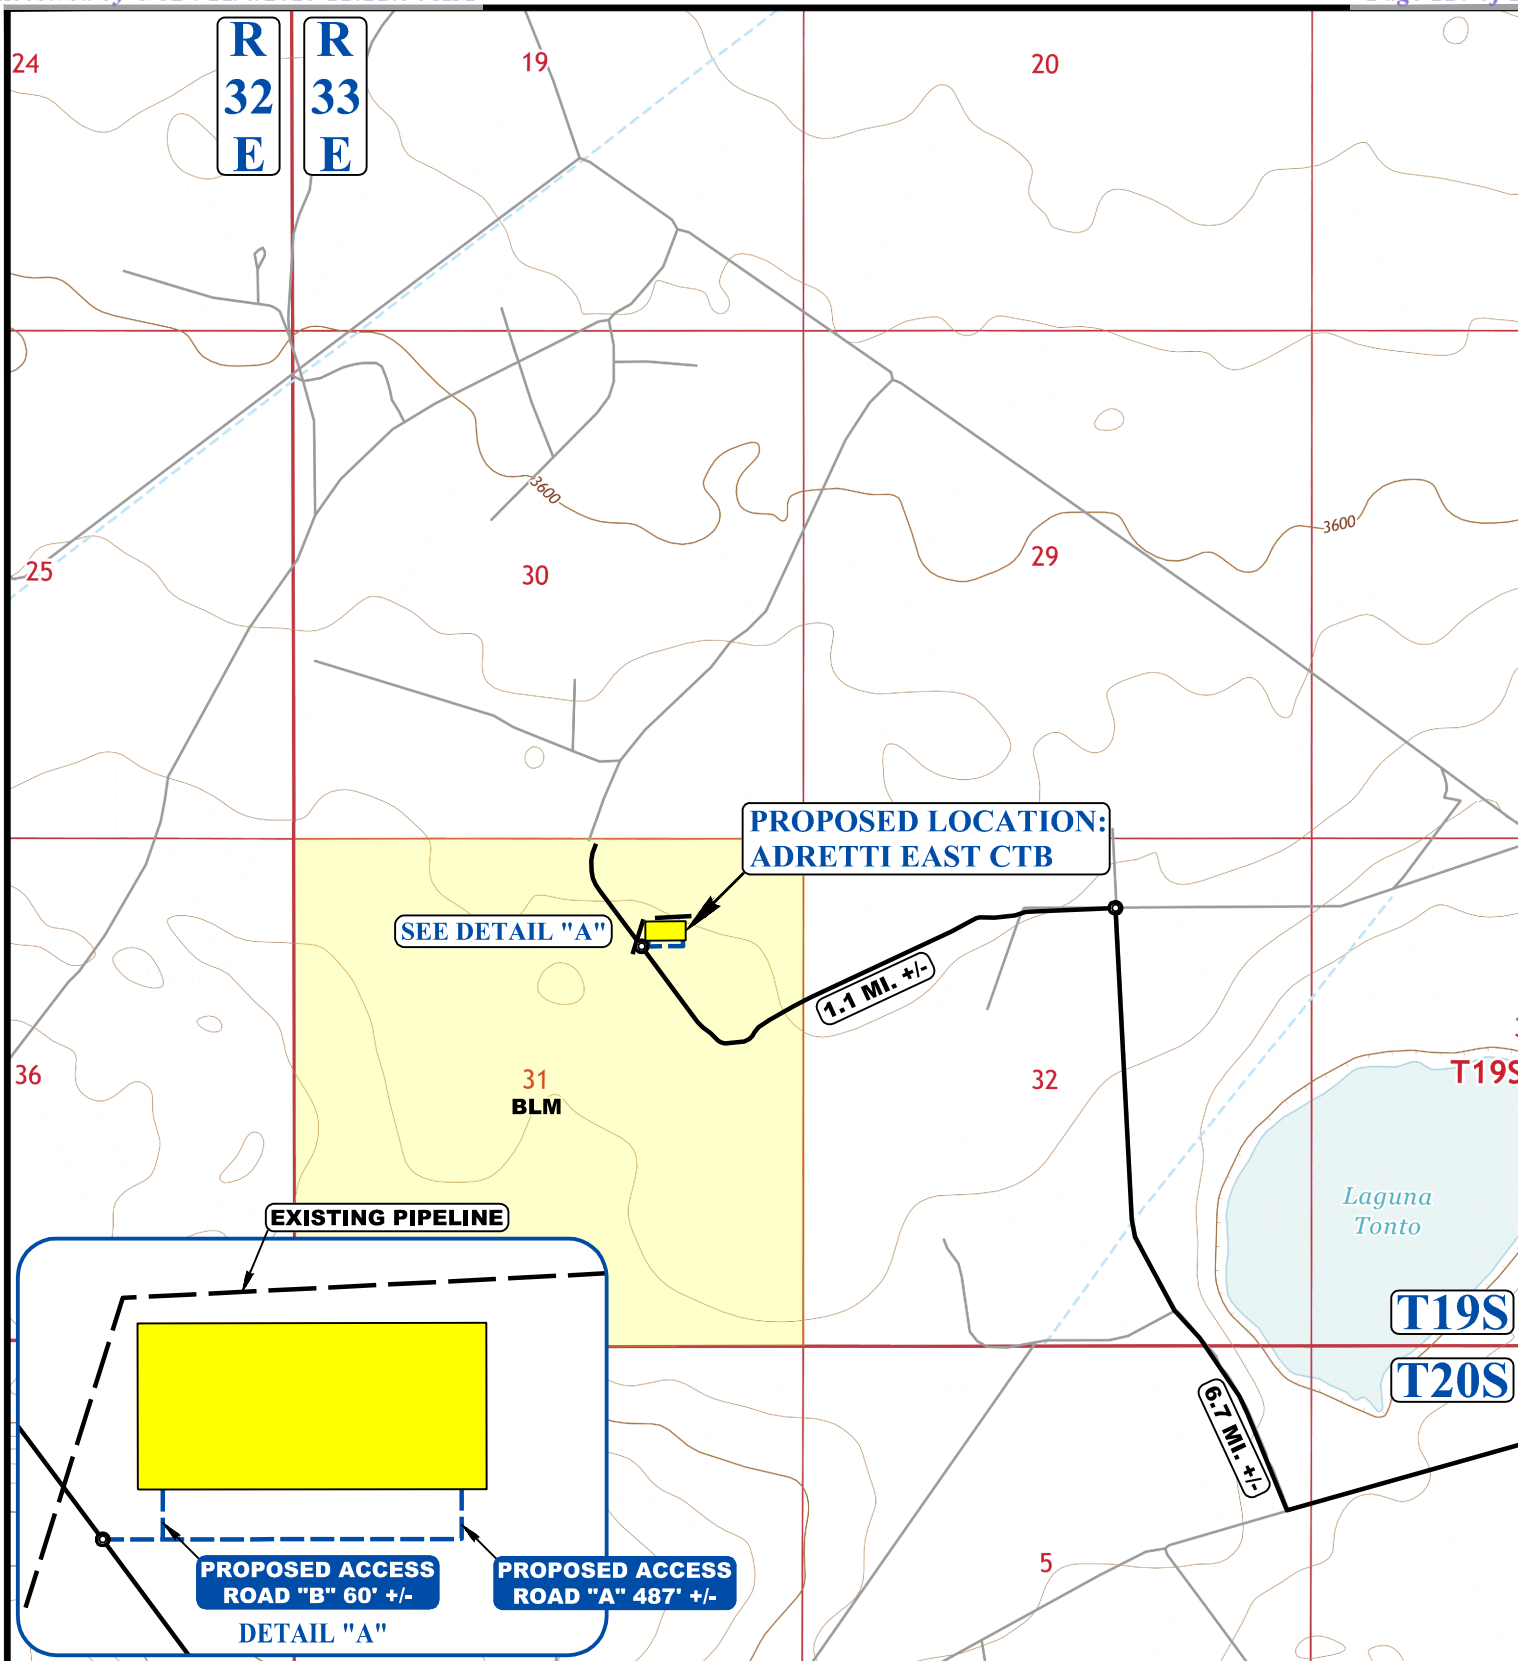 24
R
32
E
R
33
E
19
20
3600
3600
25
30
29
PROPOSED LOCATION:
ADRETTI EAST CTB
SEE DETAIL "A"
1.1 MI. +/-
36
31
BLM
32
T19S
Laguna
Tonto
EXISTING PIPELINE
T19S
T20S
6.7 MI. +/-
5
PROPOSED ACCESS
ROAD "B" 60' +/-
PROPOSED ACCESS
ROAD "A" 487' +/-
DETAIL "A"